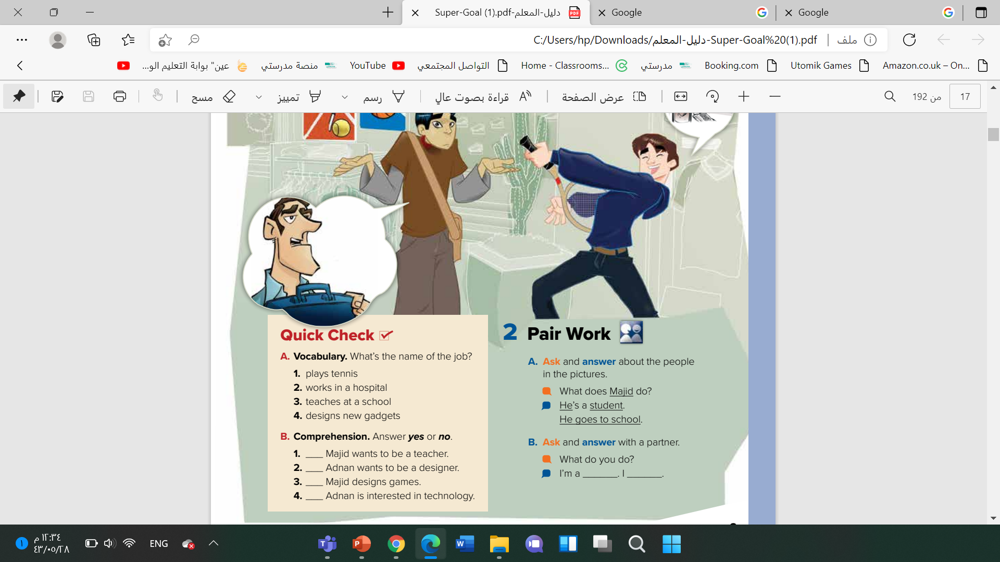 Super-Goal (1).pdf-دليل-المعلم
Google
Google
C:/Users/hp/Downloads/دليل-المعلم-Super-Goal%20(1).pdf
ملف
عين" بوابة التعليم الو...
منصة مدرستي
YouTube
التواصل المجتمعي
Home - Classrooms...
مدرستي
Booking.com
Utomik Games
Amazon.co.uk – On...
مسح
تمييز
رسم
قراءة بصوت عالٍ
عرض الصفحة
من 192
17
Quick Check
A. Vocabulary. What's the name of the job?
1. plays tennis
2. works in a hospital
3. teaches at a school
4. designs new gadgets
B. Comprehension. Answer yes or no.
1. ___ Majid wants to be a teacher.
2. ___ Adnan wants to be a designer.
3. ___ Majid designs games.
4. ___ Adnan is interested in technology.
2 Pair Work
A. Ask and answer about the people
in the pictures.
What does Majid do?
He's a student.
He goes to school.
B. Ask and answer with a partner.
What do you do?
I'm a ______. I ______.
١٢:٣٤ م
٤٣/٠٥/٢٨
ENG
١